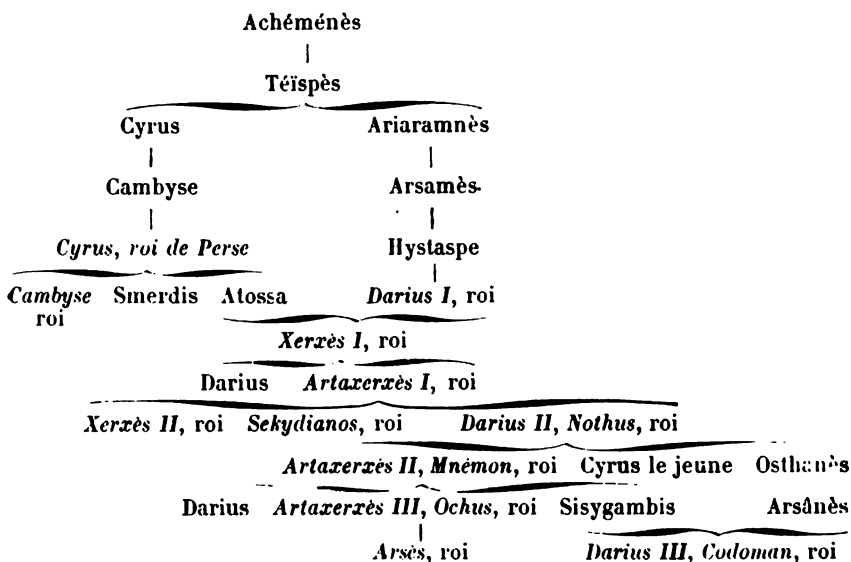 Achéménès
Téïspès
Cyrus Ariaramnès
Cambyse Arsamès
Cyrus, roi de Perse Hystaspe
Cambyse Smerdis Atossa Darius I, roi
roi
Xerxès I, roi
Darius Artaxerxès I, roi
Xerxès II, roi Sekydianos, roi Darius II, Nothus, roi
Artaxerxès II, Mnémon, roi Cyrus le jeune Osthanès
Darius Artaxerxès III, Ochus, roi Sisygambis Arsânès
Arsès, roi Darius III, Codoman, roi